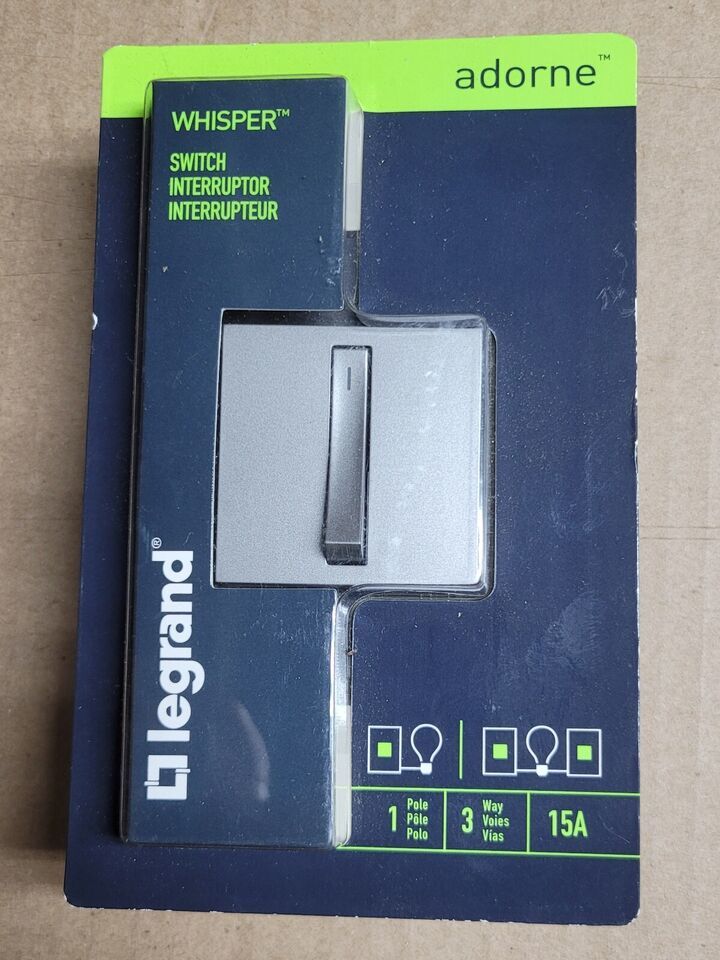 adorne™
WHISPER™
SWITCH
INTERRUPTOR
INTERRUPTEUR
legrand®
1 Pole Pôle Polo
3 Way Voies Vías
15A